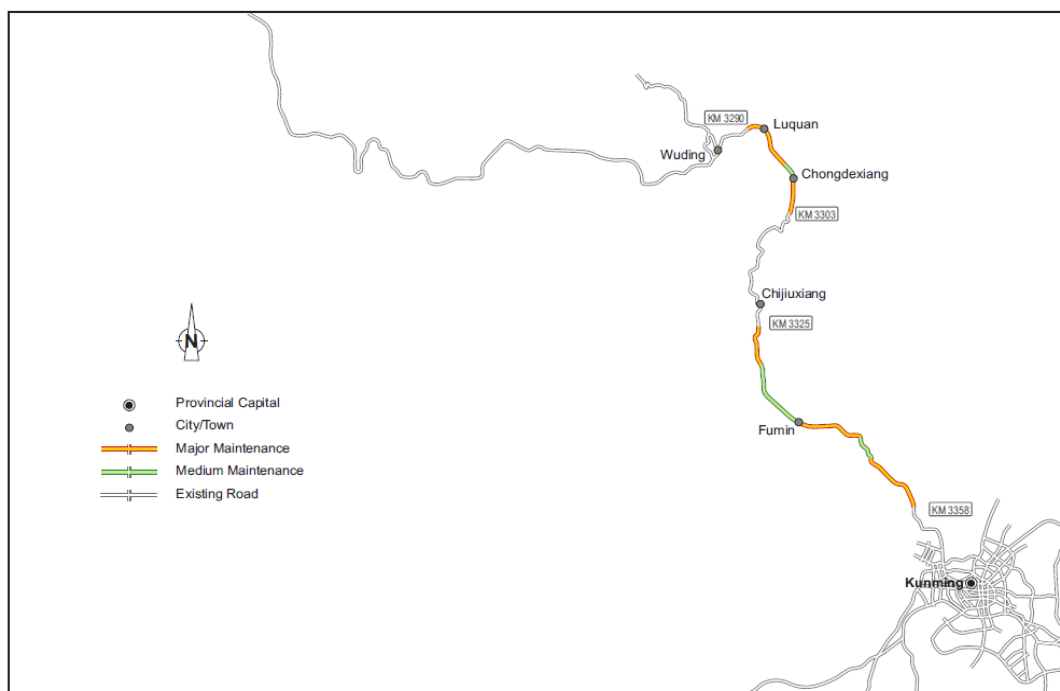 KM 3290
Luquan
Wuding
Chongdexiang
KM 3303
Chijiuxiang
KM 3325
N
Provincial Capital
City/Town
Fumin
Major Maintenance
Medium Maintenance
Existing Road
KM 3358
Kunming